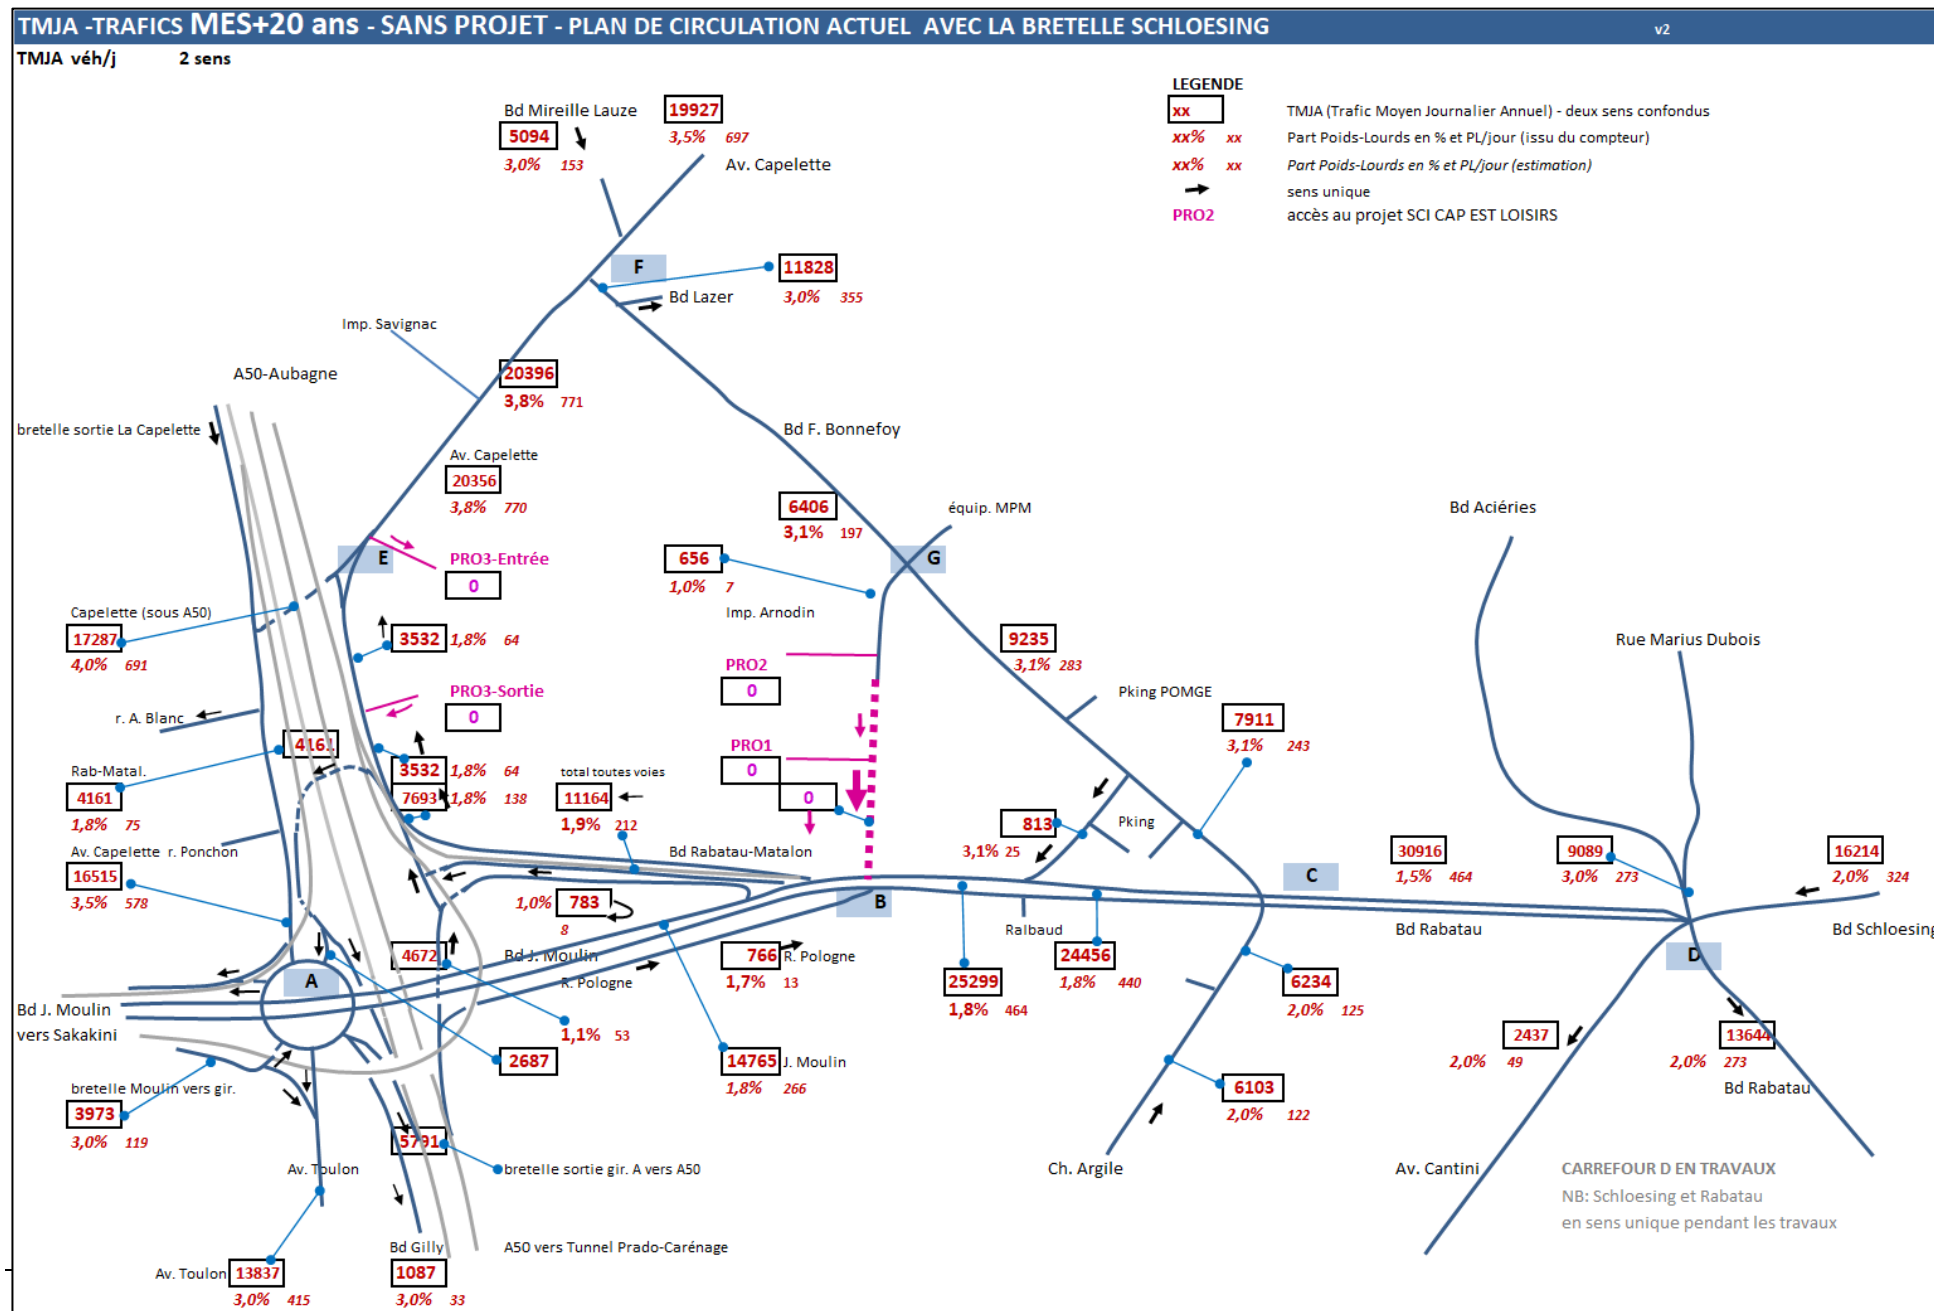 TMJA -TRAFICS MES+20 ans - SANS PROJET - PLAN DE CIRCULATION ACTUEL AVEC LA BRETELLE SCHLOESING v2
TMJA véh/j 2 sens
LEGENDE
xx TMJA (Trafic Moyen Journalier Annuel) - deux sens confondus
xx% xx Part Poids-Lourds en % et PL/jour (issu du compteur)
xx% xx Part Poids-Lourds en % et PL/jour (estimation)
sens unique
PRO2 accès au projet SCI CAP EST LOISIRS
Bd Mireille Lauze
5094
3,0% 153
19927
3,5% 697
Av. Capelette
F
11828
3,0% 355
Bd Lazer
Imp. Savignac
20396
3,8% 771
A50-Aubagne
bretelle sortie La Capelette
Bd F. Bonnefoy
Av. Capelette
20356
3,8% 770
6406
3,1% 197
équip. MPM
Bd Aciéries
E
PRO3-Entrée
0
656
1,0% 7
Imp. Arnodin
G
Capelette (sous A50)
17287
4,0% 691
3532 1,8% 64
9235
3,1% 283
Rue Marius Dubois
PRO2
0
PRO3-Sortie
0
Pking POMGE
7911
3,1% 243
r. A. Blanc
4161
Rab-Matal.
4161
1,8% 75
3532 1,8% 64
7693 1,8% 138
total toutes voies
11164
1,9% 212
PRO1
0
0
813
3,1% 25
Pking
Av. Capelette r. Ponchon
16515
3,5% 578
Bd Rabatau-Matalon
30916
1,5% 464
C
9089
3,0% 273
16214
2,0% 324
1,0% 783
8
B
Ralbaud
Bd Rabatau
Bd Schloesing
4672
Bd J. Moulin
R. Pologne
766 R. Pologne
1,7% 13
25299
1,8% 464
24456
1,8% 440
D
A
6234
2,0% 125
Bd J. Moulin
vers Sakakini
1,1% 53
2687
14765 J. Moulin
1,8% 266
2437
2,0% 49
13644
2,0% 273
Bd Rabatau
bretelle Moulin vers gir.
3973
3,0% 119
6103
2,0% 122
5791
bretelle sortie gir. A vers A50
Av. Toulon
Ch. Argile
Av. Cantini
CARREFOUR D EN TRAVAUX
NB: Schloesing et Rabatau
en sens unique pendant les travaux
Av. Toulon 13837
3,0% 415
Bd Gilly
1087
3,0% 33
A50 vers Tunnel Prado-Carénage